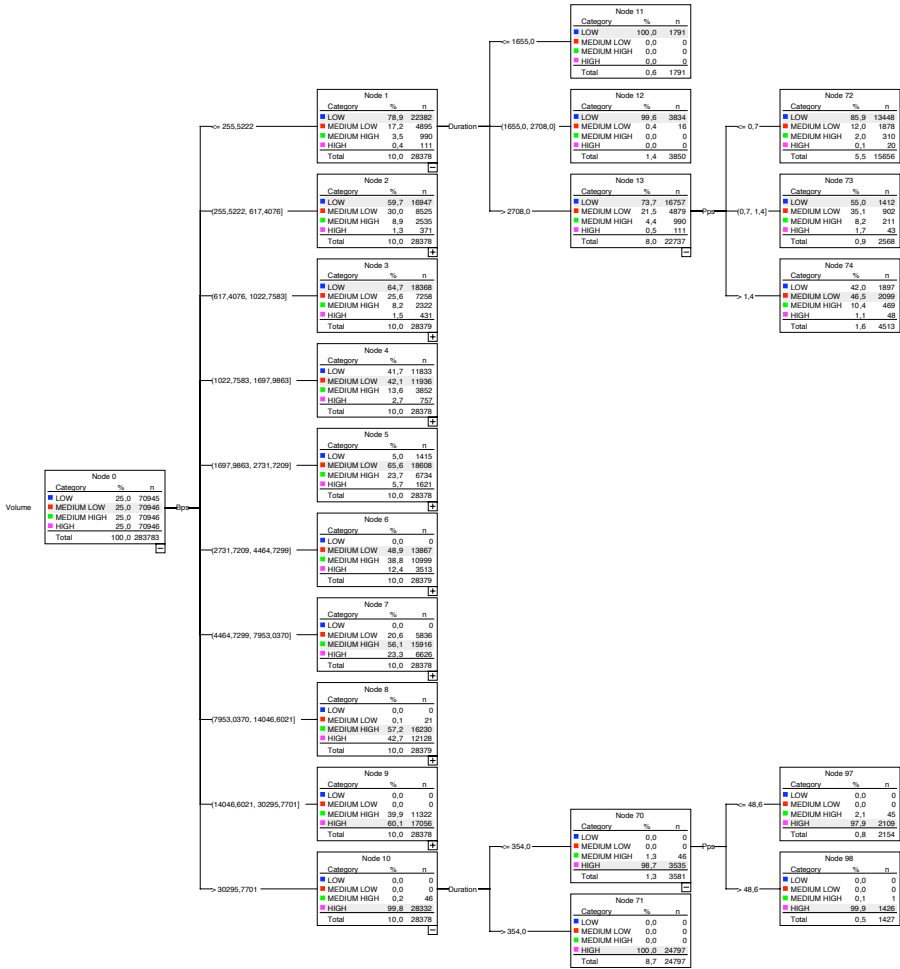 Volume
Node 0
Category % n
LOW 25,0 70945
MEDIUM LOW 25,0 70946
MEDIUM HIGH 25,0 70946
HIGH 25,0 70946
Total 100,0 283783
Bps
<= 255,5222
Node 1
Category % n
LOW 78,9 22382
MEDIUM LOW 17,2 4895
MEDIUM HIGH 3,5 990
HIGH 0,4 111
Total 10,0 28378
(255,5222, 617,4076]
Node 2
Category % n
LOW 59,7 16947
MEDIUM LOW 30,0 8525
MEDIUM HIGH 8,9 2535
HIGH 1,3 371
Total 10,0 28378
(617,4076, 1022,7583]
Node 3
Category % n
LOW 64,7 18368
MEDIUM LOW 25,6 7258
MEDIUM HIGH 8,2 2322
HIGH 1,5 431
Total 10,0 28379
(1022,7583, 1697,9863]
Node 4
Category % n
LOW 41,7 11833
MEDIUM LOW 42,1 11936
MEDIUM HIGH 13,6 3852
HIGH 2,7 757
Total 10,0 28378
(1697,9863, 2731,7209]
Node 5
Category % n
LOW 5,0 1415
MEDIUM LOW 65,6 18608
MEDIUM HIGH 23,7 6734
HIGH 5,7 1621
Total 10,0 28378
(2731,7209, 4464,7299]
Node 6
Category % n
LOW 0,0 0
MEDIUM LOW 48,9 13867
MEDIUM HIGH 38,8 10999
HIGH 12,4 3513
Total 10,0 28379
(4464,7299, 7953,0370]
Node 7
Category % n
LOW 0,0 0
MEDIUM LOW 20,6 5836
MEDIUM HIGH 56,1 15916
HIGH 23,3 6626
Total 10,0 28378
(7953,0370, 14046,6021]
Node 8
Category % n
LOW 0,0 0
MEDIUM LOW 0,1 21
MEDIUM HIGH 57,2 16230
HIGH 42,7 12128
Total 10,0 28379
(14046,6021, 30295,7701]
Node 9
Category % n
LOW 0,0 0
MEDIUM LOW 0,0 0
MEDIUM HIGH 39,9 11322
HIGH 60,1 17056
Total 10,0 28378
> 30295,7701
Node 10
Category % n
LOW 0,0 0
MEDIUM LOW 0,0 0
MEDIUM HIGH 0,2 46
HIGH 99,8 28332
Total 10,0 28378
Duration
<= 1655,0
Node 11
Category % n
LOW 100,0 1791
MEDIUM LOW 0,0 0
MEDIUM HIGH 0,0 0
HIGH 0,0 0
Total 0,6 1791
(1655,0, 2708,0]
Node 12
Category % n
LOW 99,6 3834
MEDIUM LOW 0,4 16
MEDIUM HIGH 0,0 0
HIGH 0,0 0
Total 1,4 3850
> 2708,0
Node 13
Category % n
LOW 73,7 16757
MEDIUM LOW 21,5 4879
MEDIUM HIGH 4,4 990
HIGH 0,5 111
Total 8,0 22737
Pps
<= 0,7
Node 72
Category % n
LOW 85,9 13448
MEDIUM LOW 12,0 1878
MEDIUM HIGH 2,0 310
HIGH 0,1 20
Total 5,5 15656
(0,7, 1,4]
Node 73
Category % n
LOW 55,0 1412
MEDIUM LOW 35,1 902
MEDIUM HIGH 8,2 211
HIGH 1,7 43
Total 0,9 2568
> 1,4
Node 74
Category % n
LOW 42,0 1897
MEDIUM LOW 46,5 2099
MEDIUM HIGH 10,4 469
HIGH 1,1 48
Total 1,6 4513
Duration
<= 354,0
Node 70
Category % n
LOW 0,0 0
MEDIUM LOW 0,0 0
MEDIUM HIGH 1,3 46
HIGH 98,7 3535
Total 1,3 3581
> 354,0
Node 71
Category % n
LOW 0,0 0
MEDIUM LOW 0,0 0
MEDIUM HIGH 0,0 0
HIGH 100,0 24797
Total 8,7 24797
Pps
<= 48,6
Node 97
Category % n
LOW 0,0 0
MEDIUM LOW 0,0 0
MEDIUM HIGH 2,1 45
HIGH 97,9 2109
Total 0,8 2154
> 48,6
Node 98
Category % n
LOW 0,0 0
MEDIUM LOW 0,0 0
MEDIUM HIGH 0,1 1
HIGH 99,9 1426
Total 0,5 1427